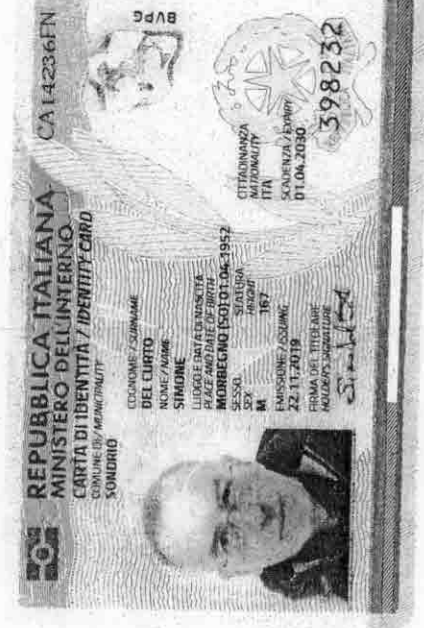 REPUBBLICA ITALIANA
CA14236FN
MINISTERO DELL'INTERNO
CARTA DI IDENTITÀ / IDENTITY CARD
COMUNE DI / MUNICIPALITY
SONDRIO
COGNOME / SURNAME
DEL CURTO
NOME / NAME
SIMONE
LUOGO E DATA DI NASCITA
PLACE AND DATE OF BIRTH
MORBEGNO (SO) 01.04.1952
SESSO STATURA
SEX HEIGHT
M 167
EMISSIONE / ISSUING
22.11.2019
FIRMA DEL TITOLARE
HOLDER'S SIGNATURE
CITTADINANZA
NATIONALITY
ITA
SCADENZA / EXPIRY
01.04.2030
398232
BVPG